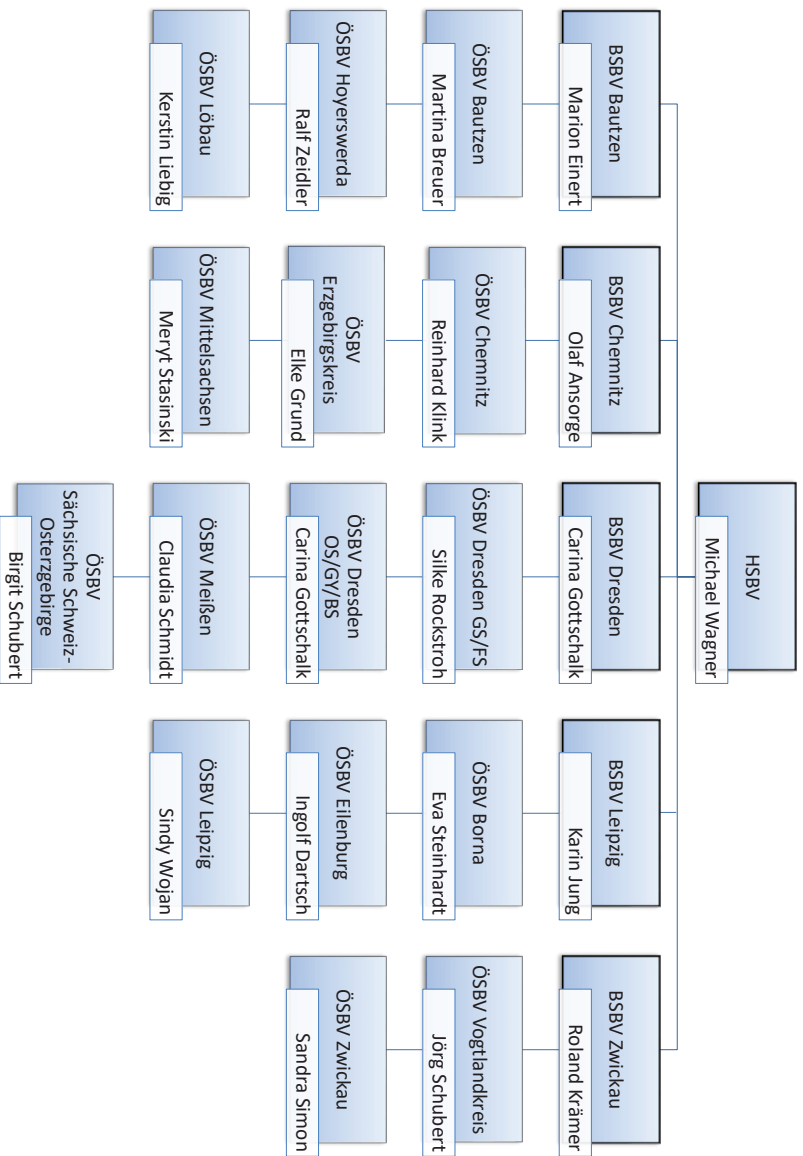 HSBV
Michael Wagner
BSBV Bautzen
Marion Einert
ÖSBV Bautzen
Martina Breuer
ÖSBV Hoyerswerda
Ralf Zeidler
ÖSBV Löbau
Kerstin Liebig
BSBV Chemnitz
Olaf Ansorge
ÖSBV Chemnitz
Reinhard Klink
ÖSBV
Erzgebirgskreis
Elke Grund
ÖSBV Mittelsachsen
Meryt Stasinski
BSBV Dresden
Carina Gottschalk
ÖSBV Dresden GS/FS
Silke Rockstroh
ÖSBV Dresden
OS/GY/BS
Carina Gottschalk
ÖSBV Meißen
Claudia Schmidt
ÖSBV
Sächsische Schweiz-
Osterzgebirge
Birgit Schubert
BSBV Leipzig
Karin Jung
ÖSBV Borna
Eva Steinhardt
ÖSBV Eilenburg
Ingolf Dartsch
ÖSBV Leipzig
Sindy Wojan
BSBV Zwickau
Roland Krämer
ÖSBV Vogtlandkreis
Jörg Schubert
ÖSBV Zwickau
Sandra Simon